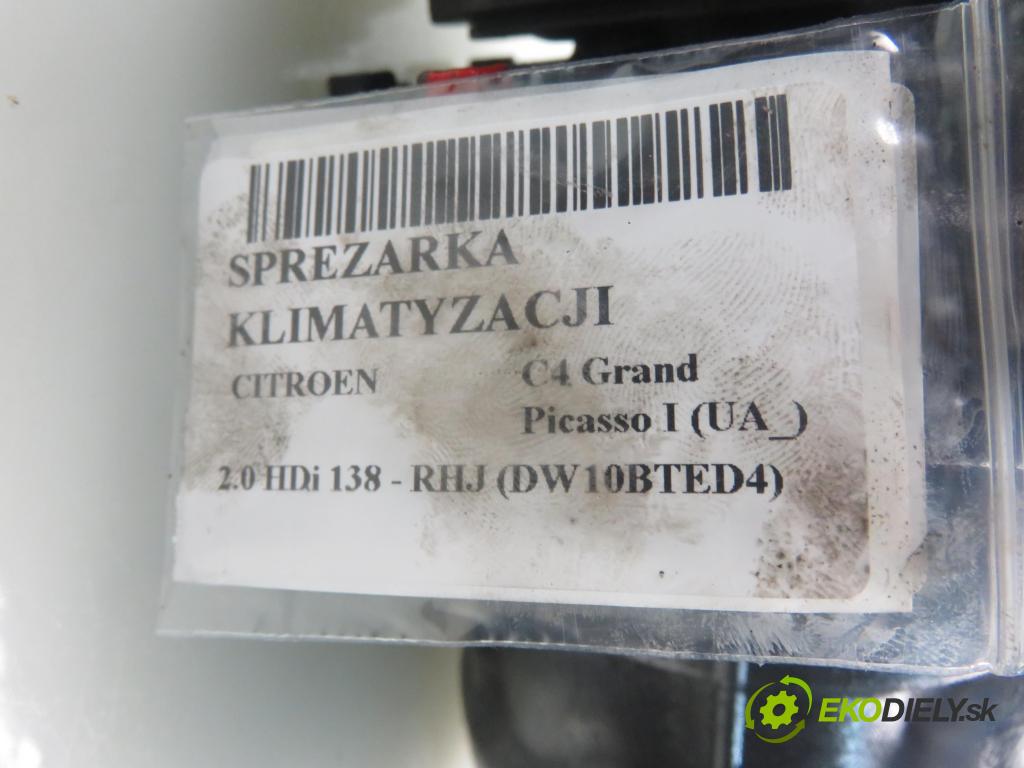 SPREZARKA
KLIMATYZACJI
CITROEN C4 Grand
Picasso I (UA_)
2.0 HDi 138 - RHJ (DW10BTED4)
EKODIELY.sk